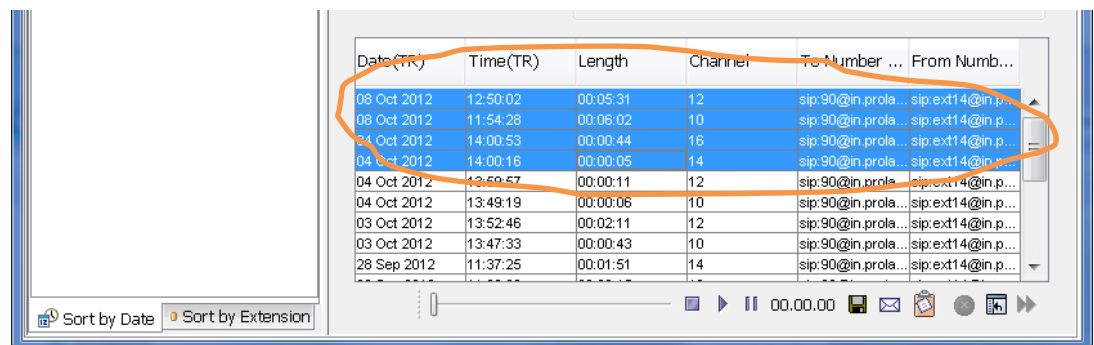 Date(TR) Time(TR) Length Channel To Number ... From Numb...
08 Oct 2012 12:50:02 00:05:31 12 sip:90@in.prola... sip:ext14@in.p...
08 Oct 2012 11:54:28 00:06:02 10 sip:90@in.prola... sip:ext14@in.p...
04 Oct 2012 14:00:53 00:00:44 16 sip:90@in.prola... sip:ext14@in.p...
04 Oct 2012 14:00:16 00:00:05 14 sip:90@in.prola... sip:ext14@in.p...
04 Oct 2012 13:59:57 00:00:11 12 sip:90@in.prola... sip:ext14@in.p...
04 Oct 2012 13:49:19 00:00:06 10 sip:90@in.prola... sip:ext14@in.p...
03 Oct 2012 13:52:46 00:02:11 12 sip:90@in.prola... sip:ext14@in.p...
03 Oct 2012 13:47:33 00:00:43 10 sip:90@in.prola... sip:ext14@in.p...
28 Sep 2012 11:37:25 00:01:51 14 sip:90@in.prola... sip:ext14@in.p...
00.00.00
Sort by Date Sort by Extension